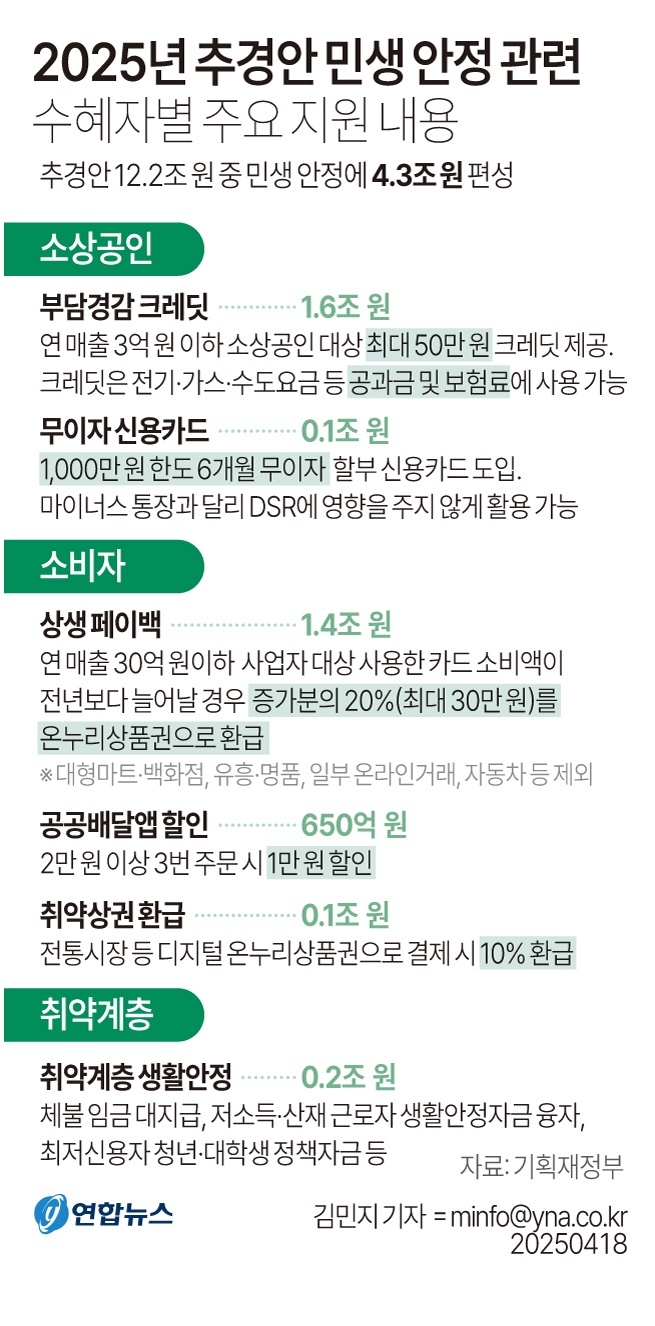 2025년 추경안 민생 안정 관련
수혜자별 주요 지원 내용
추경안 12.2조 원 중 민생 안정에 4.3조 원 편성
소상공인
부담경감 크레딧 ············ 1.6조 원
연 매출 3억 원 이하 소상공인 대상 최대 50만 원 크레딧 제공.
크레딧은 전기·가스·수도요금 등 공과금 및 보험료에 사용 가능
무이자 신용카드 ············ 0.1조 원
1,000만 원 한도 6개월 무이자 할부 신용카드 도입.
마이너스 통장과 달리 DSR에 영향을 주지 않게 활용 가능
소비자
상생 페이백 ···················· 1.4조 원
연 매출 30억 원이하 사업자 대상 사용한 카드 소비액이
전년보다 늘어날 경우 증가분의 20%(최대 30만 원)를
온누리상품권으로 환급
※ 대형마트·백화점, 유흥·명품, 일부 온라인거래, 자동차 등 제외
공공배달앱 할인 ············ 650억 원
2만 원 이상 3번 주문 시 1만 원 할인
취약상권 환급 ················ 0.1조 원
전통시장 등 디지털 온누리상품권으로 결제 시 10% 환급
취약계층
취약계층 생활안정 ········· 0.2조 원
체불 임금 대지급, 저소득·산재 근로자 생활안정자금 융자,
최저신용자 청년·대학생 정책자금 등
자료: 기획재정부
연합뉴스
김민지 기자 = minfo@yna.co.kr
20250418